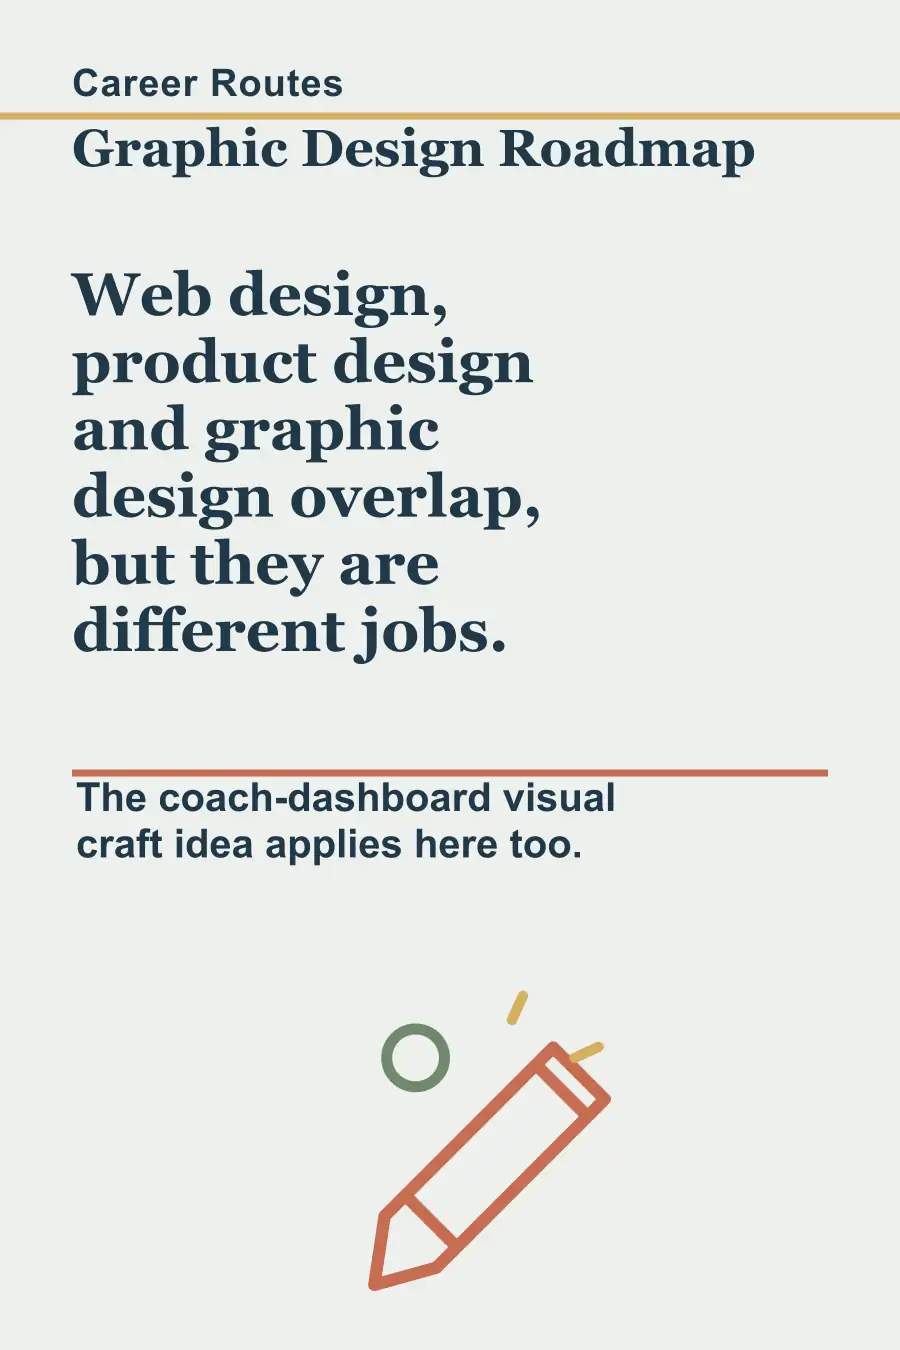 Career Routes
Graphic Design Roadmap
Web design,
product design
and graphic
design overlap,
but they are
different jobs.
The coach-dashboard visual
craft idea applies here too.